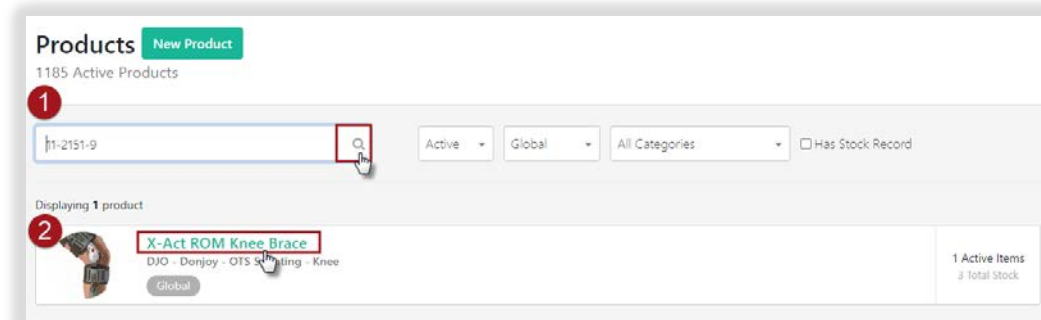 Products New Product
1185 Active Products
1
11-2151-9 Active Global All Categories Has Stock Record
Displaying 1 product
2
X-Act ROM Knee Brace
DJO - Donjoy - OTS - Knee
Global
1 Active Items
3 Total Stock